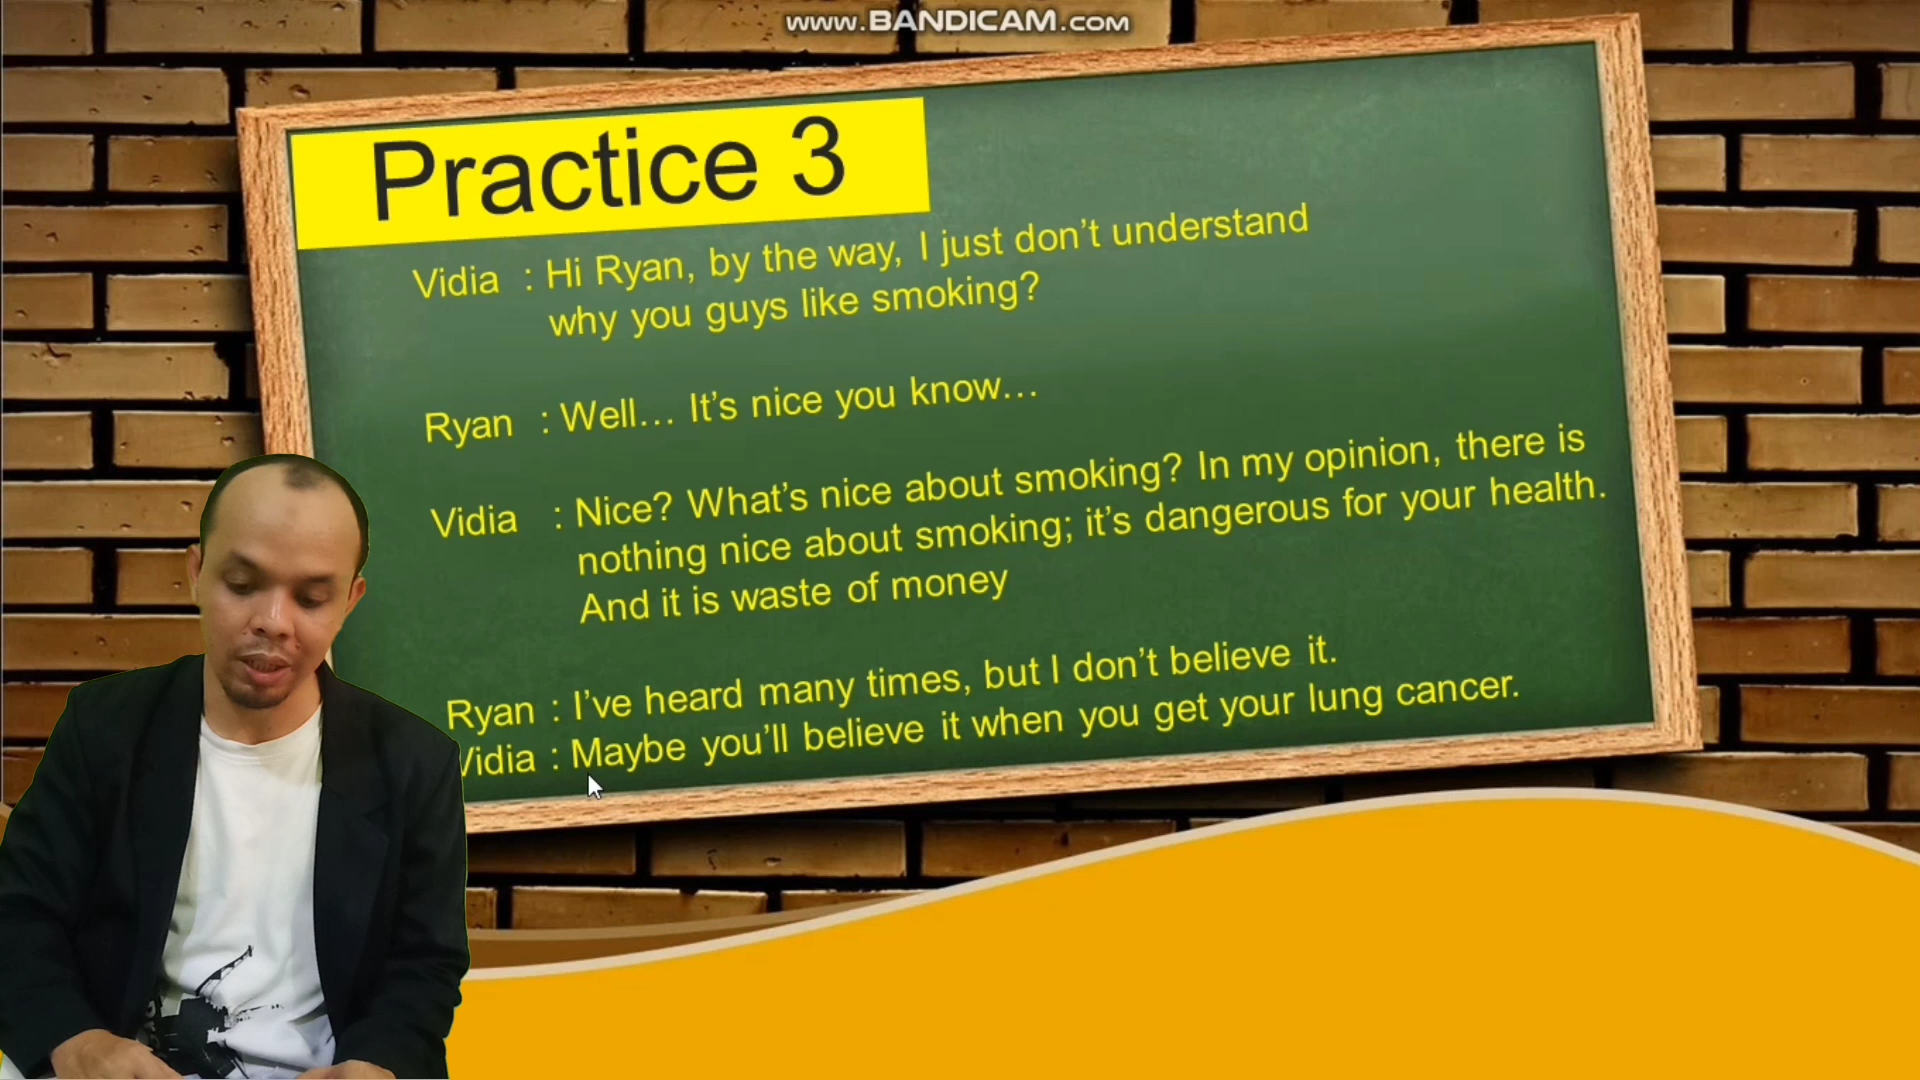 www.BANDICAM.com
Practice 3
Vidia : Hi Ryan, by the way, I just don't understand
why you guys like smoking?
Ryan : Well… It's nice you know…
Vidia : Nice? What's nice about smoking? In my opinion, there is
nothing nice about smoking; it's dangerous for your health.
And it is waste of money
Ryan : I've heard many times, but I don't believe it.
Vidia : Maybe you'll believe it when you get your lung cancer.